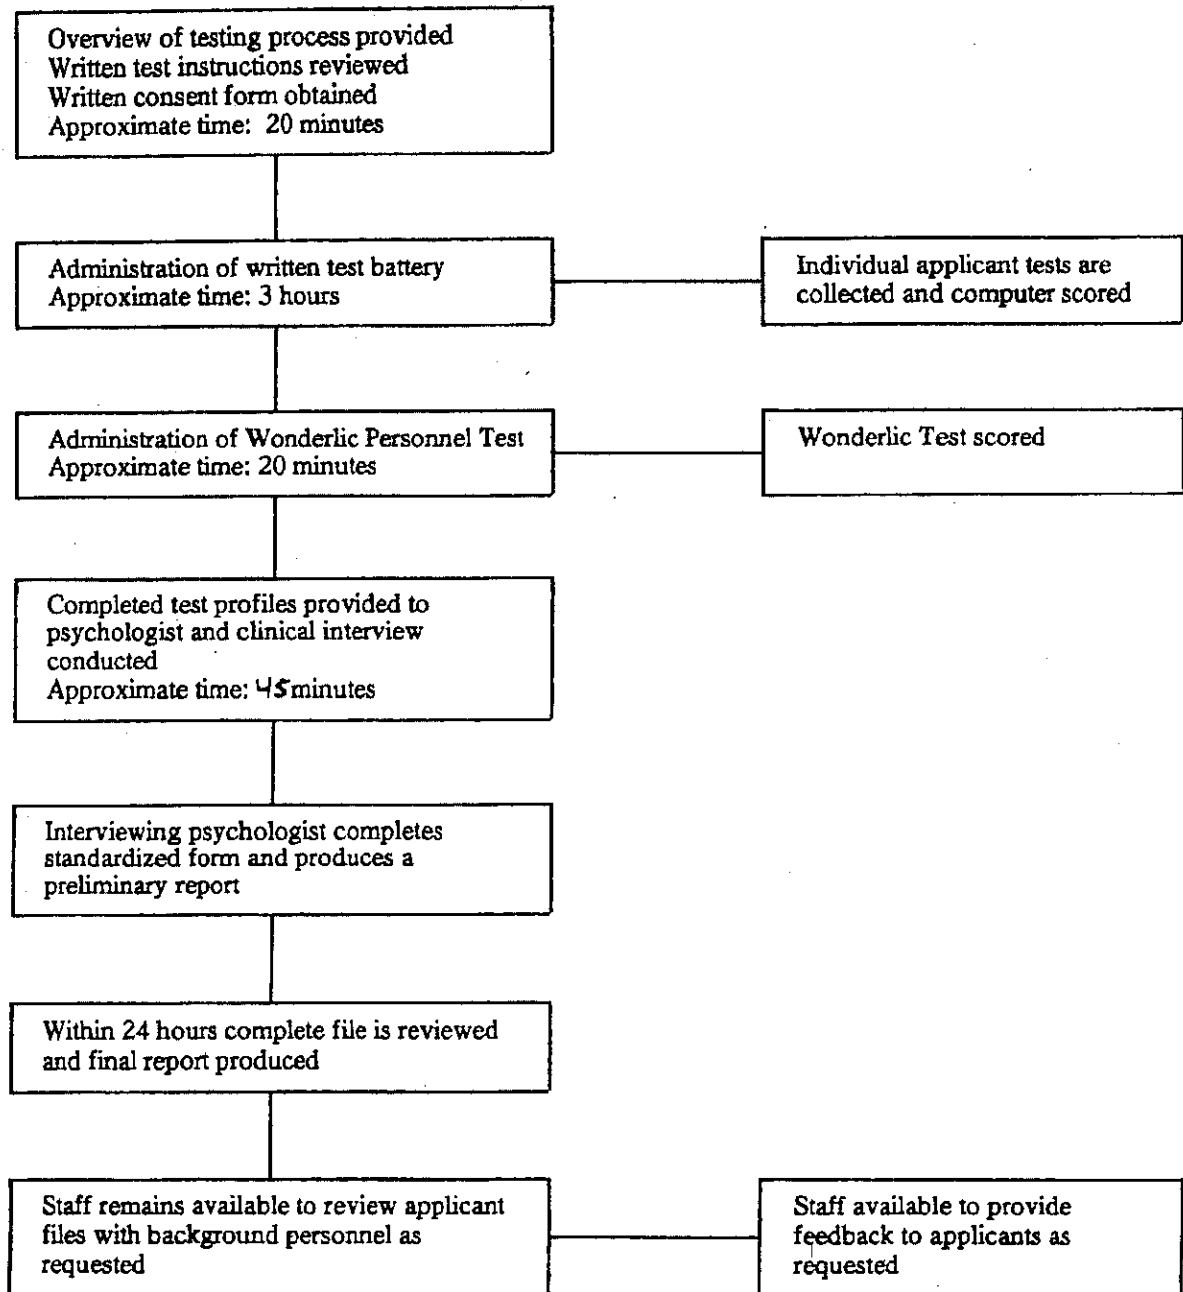 Overview of testing process provided
Written test instructions reviewed
Written consent form obtained
Approximate time: 20 minutes
Administration of written test battery
Approximate time: 3 hours
Individual applicant tests are
collected and computer scored
Administration of Wonderlic Personnel Test
Approximate time: 20 minutes
Wonderlic Test scored
Completed test profiles provided to
psychologist and clinical interview
conducted
Approximate time: 45 minutes
Interviewing psychologist completes
standardized form and produces a
preliminary report
Within 24 hours complete file is reviewed
and final report produced
Staff remains available to review applicant
files with background personnel as
requested
Staff available to provide
feedback to applicants as
requested